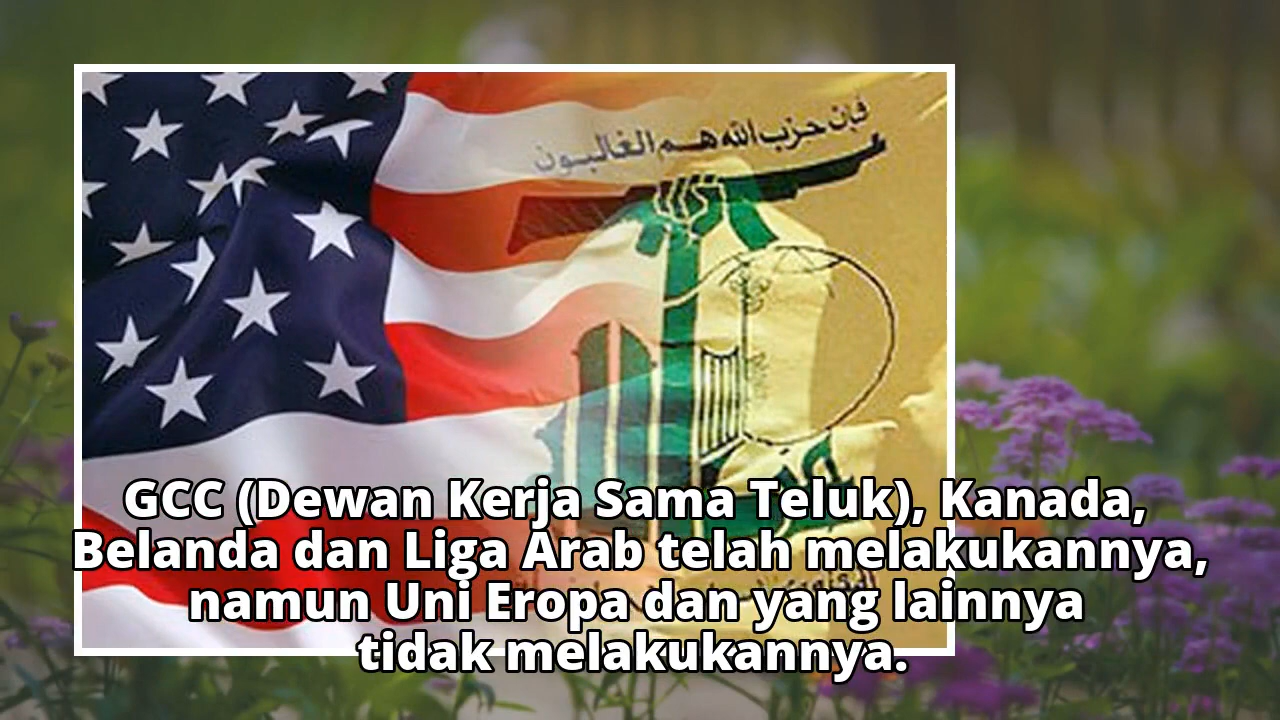 فإن حزب الله هم الغالبون
GCC (Dewan Kerja Sama Teluk), Kanada,
Belanda dan Liga Arab telah melakukannya,
namun Uni Eropa dan yang lainnya
tidak melakukannya.